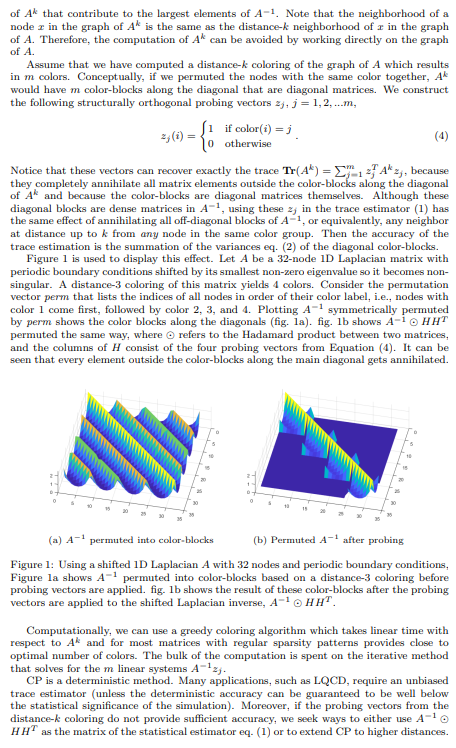 of A^k that contribute to the largest elements of A^−1. Note that the neighborhood of a
node x in the graph of A^k is the same as the distance-k neighborhood of x in the graph
of A. Therefore, the computation of A^k can be avoided by working directly on the graph
of A.
Assume that we have computed a distance-k coloring of the graph of A which results
in m colors. Conceptually, if we permuted the nodes with the same color together, A^k
would have m color-blocks along the diagonal that are diagonal matrices. We construct
the following structurally orthogonal probing vectors z_j, j = 1, 2, ...m,
z_j(i) = { 1 if color(i) = j
0 otherwise . (4)
Notice that these vectors can recover exactly the trace Tr(A^k) = ∑_{j=1}^m z_j^T A^k z_j, because
they completely annihilate all matrix elements outside the color-blocks along the diagonal
of A^k and because the color-blocks are diagonal matrices themselves. Although these
diagonal blocks are dense matrices in A^−1, using these z_j in the trace estimator (1) has
the same effect of annihilating all off-diagonal blocks of A^−1, or equivalently, any neighbor
at distance up to k from any node in the same color group. Then the accuracy of the
trace estimation is the summation of the variances eq. (2) of the diagonal color-blocks.
Figure 1 is used to display this effect. Let A be a 32-node 1D Laplacian matrix with
periodic boundary conditions shifted by its smallest non-zero eigenvalue so it becomes non-
singular. A distance-3 coloring of this matrix yields 4 colors. Consider the permutation
vector perm that lists the indices of all nodes in order of their color label, i.e., nodes with
color 1 come first, followed by color 2, 3, and 4. Plotting A^−1 symmetrically permuted
by perm shows the color blocks along the diagonals (fig. 1a). fig. 1b shows A^−1 ⊙ HH^T
permuted the same way, where ⊙ refers to the Hadamard product between two matrices,
and the columns of H consist of the four probing vectors from Equation (4). It can be
seen that every element outside the color-blocks along the main diagonal gets annihilated.
(a) A^−1 permuted into color-blocks (b) Permuted A^−1 after probing
Figure 1: Using a shifted 1D Laplacian A with 32 nodes and periodic boundary conditions,
Figure 1a shows A^−1 permuted into color-blocks based on a distance-3 coloring before
probing vectors are applied. fig. 1b shows the result of these color-blocks after the probing
vectors are applied to the shifted Laplacian inverse, A^−1 ⊙ HH^T.
Computationally, we can use a greedy coloring algorithm which takes linear time with
respect to A^k and for most matrices with regular sparsity patterns provides close to
optimal number of colors. The bulk of the computation is spent on the iterative method
that solves for the m linear systems A^−1 z_j.
CP is a deterministic method. Many applications, such as LQCD, require an unbiased
trace estimator (unless the deterministic accuracy can be guaranteed to be well below
the statistical significance of the simulation). Moreover, if the probing vectors from the
distance-k coloring do not provide sufficient accuracy, we seek ways to either use A^−1 ⊙
HH^T as the matrix of the statistical estimator eq. (1) or to extend CP to higher distances.